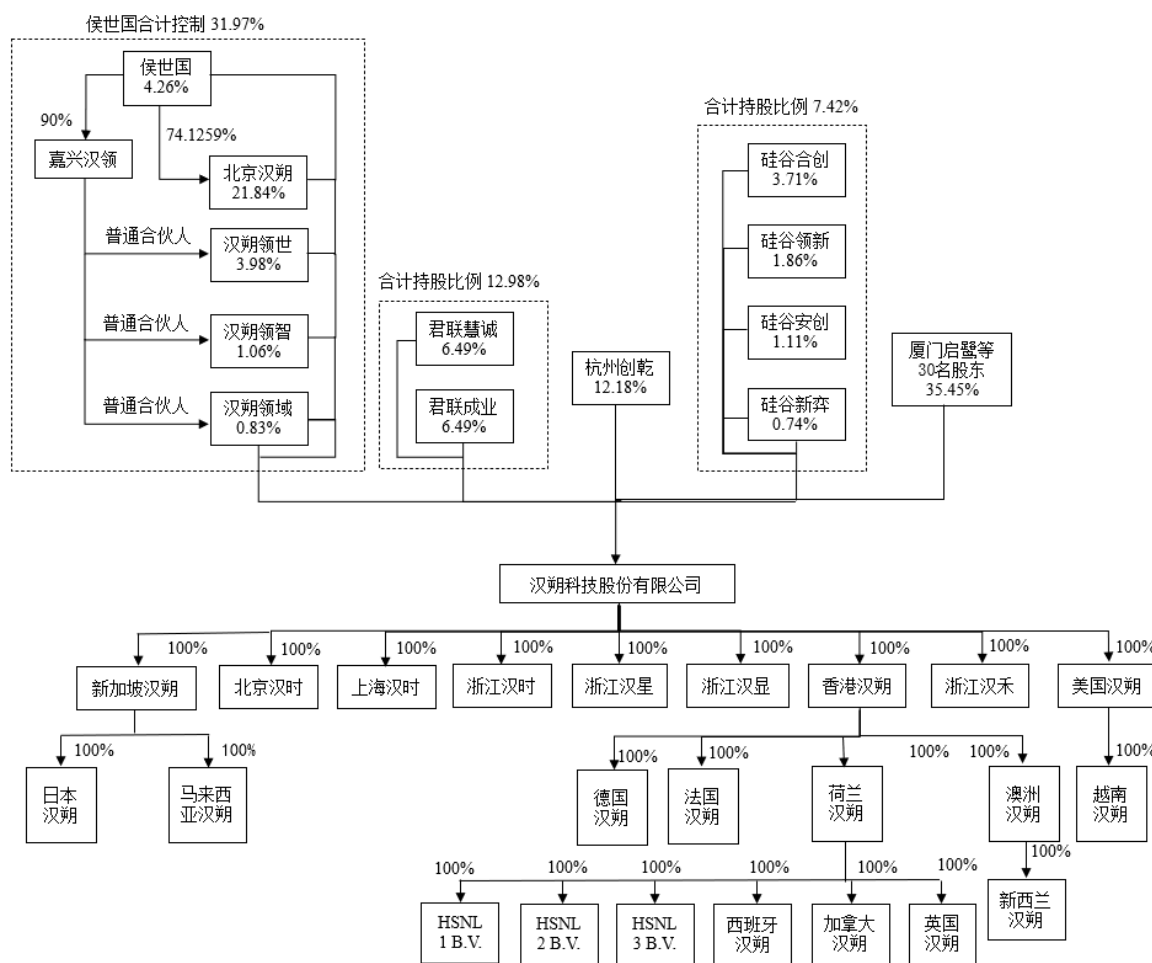 侯世国合计控制 31.97%
侯世国
4.26%
90%
74.1259%
嘉兴汉领
北京汉朔
21.84%
普通合伙人
汉朔领世
3.98%
普通合伙人
汉朔领智
1.06%
普通合伙人
汉朔领域
0.83%
合计持股比例 12.98%
君联慧诚
6.49%
君联成业
6.49%
杭州创乾
12.18%
合计持股比例 7.42%
硅谷合创
3.71%
硅谷领新
1.86%
硅谷安创
1.11%
硅谷新弈
0.74%
厦门启鹭等
30名股东
35.45%
汉朔科技股份有限公司
100%
100%
100%
100%
100%
100%
100%
100%
100%
新加坡汉朔
北京汉时
上海汉时
浙江汉时
浙江汉星
浙江汉显
香港汉朔
浙江汉禾
美国汉朔
100%
100%
100%
100%
100%
100%
100%
日本
汉朔
马来西
亚汉朔
德国
汉朔
法国
汉朔
荷兰
汉朔
澳洲
汉朔
越南
汉朔
100%
100%
100%
100%
100%
100%
100%
HSNL
1 B.V.
HSNL
2 B.V.
HSNL
3 B.V.
西班牙
汉朔
加拿大
汉朔
英国
汉朔
新西兰
汉朔